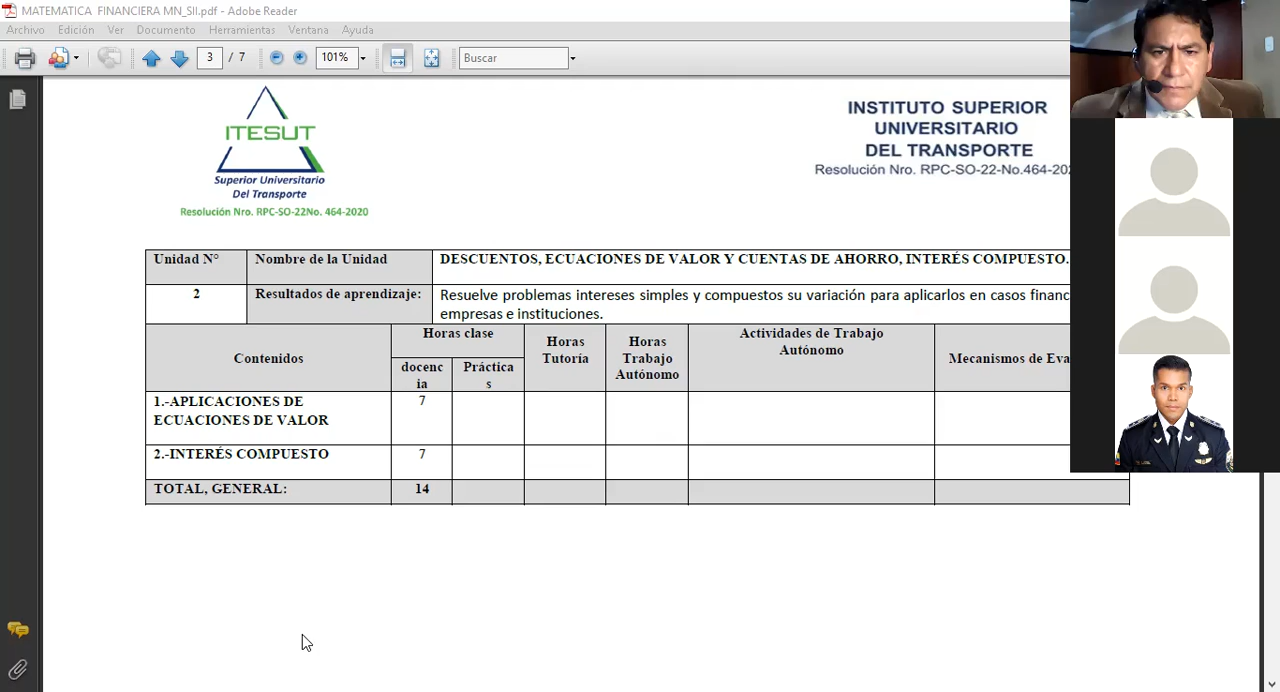 MATEMATICA FINANCIERA MN_SII.pdf - Adobe Reader
Archivo Edición Ver Documento Herramientas Ventana Ayuda
3 / 7 101% Buscar
ITESUT
Superior Universitario
Del Transporte
Resolución Nro. RPC-SO-22No. 464-2020
INSTITUTO SUPERIOR
UNIVERSITARIO
DEL TRANSPORTE
Resolución Nro. RPC-SO-22-No.464-202
Unidad N° Nombre de la Unidad DESCUENTOS, ECUACIONES DE VALOR Y CUENTAS DE AHORRO, INTERÉS COMPUESTO.
2 Resultados de aprendizaje: Resuelve problemas intereses simples y compuestos su variación para aplicarlos en casos financ
empresas e instituciones.
Contenidos
Horas clase
docenc
ia
Práctica
s
Horas
Tutoría
Horas
Trabajo
Autónomo
Actividades de Trabajo
Autónomo
Mecanismos de Eva
1.-APLICACIONES DE 7
ECUACIONES DE VALOR
2.-INTERÉS COMPUESTO 7
TOTAL, GENERAL: 14